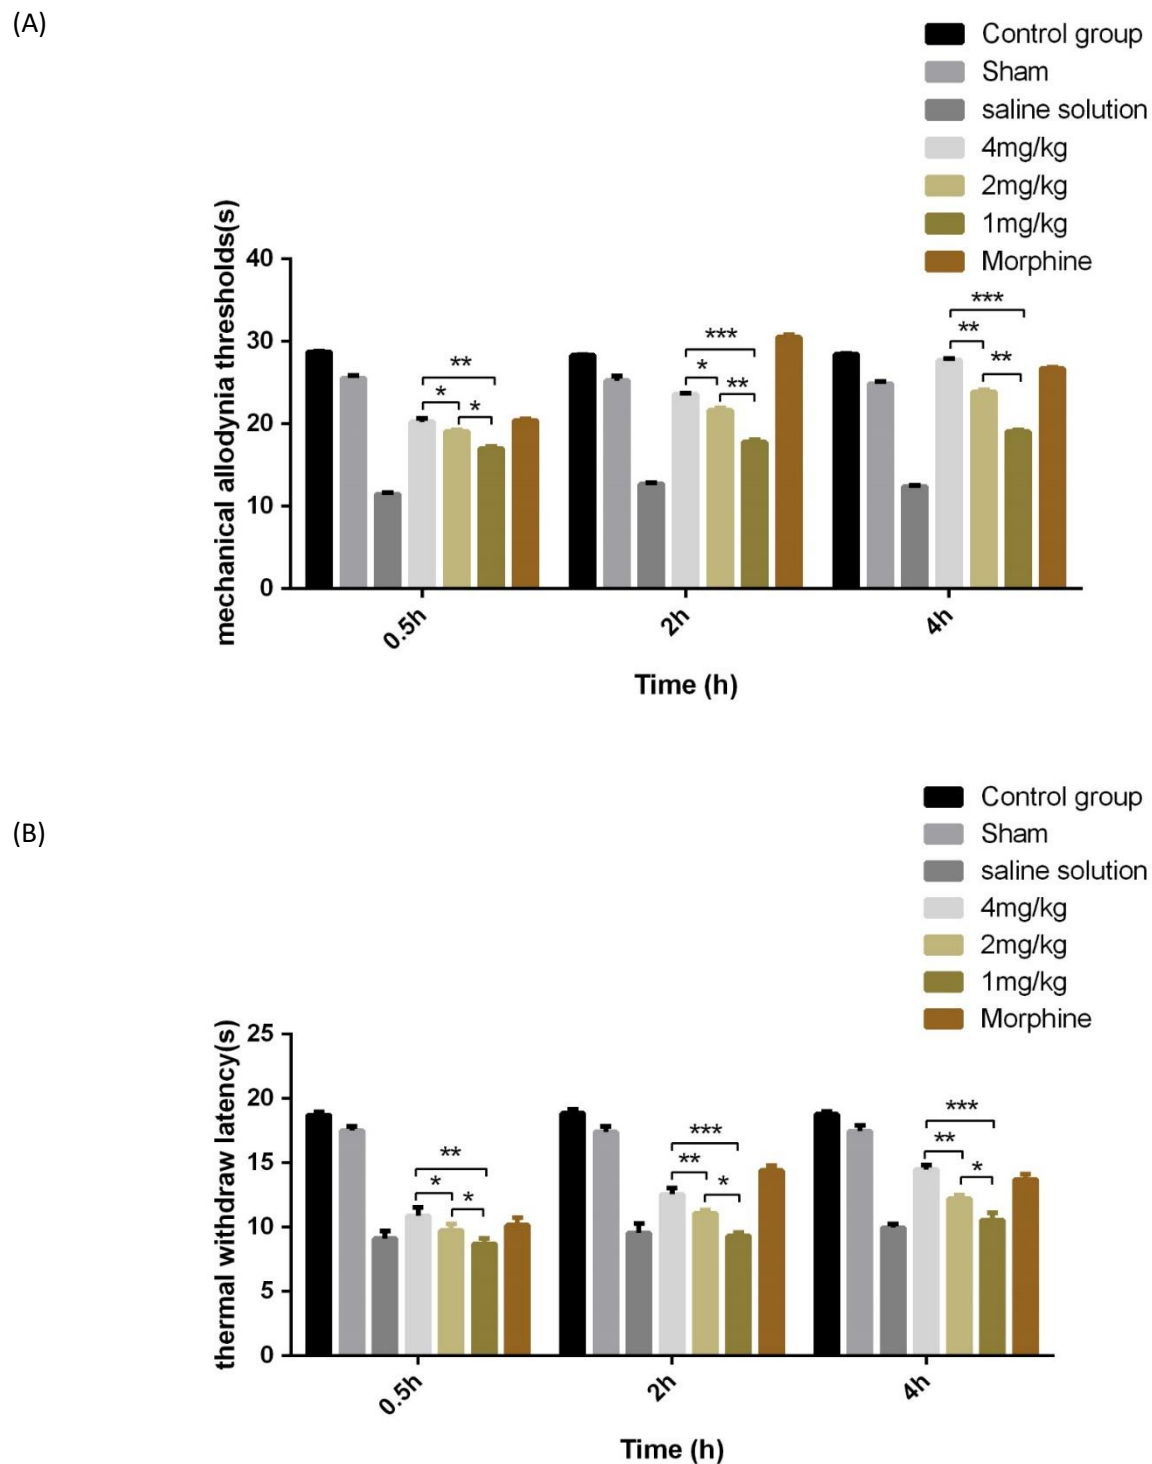 (A)
Control group
Sham
saline solution
4mg/kg
2mg/kg
1mg/kg
Morphine
mechanical allodynia thresholds(s)
40
30
20
10
0
**
*
*
***
*
**
***
**
**
0.5h
2h
4h
Time (h)
(B)
Control group
Sham
saline solution
4mg/kg
2mg/kg
1mg/kg
Morphine
thermal withdraw latency(s)
25
20
15
10
5
0
**
*
*
***
**
*
***
**
*
0.5h
2h
4h
Time (h)